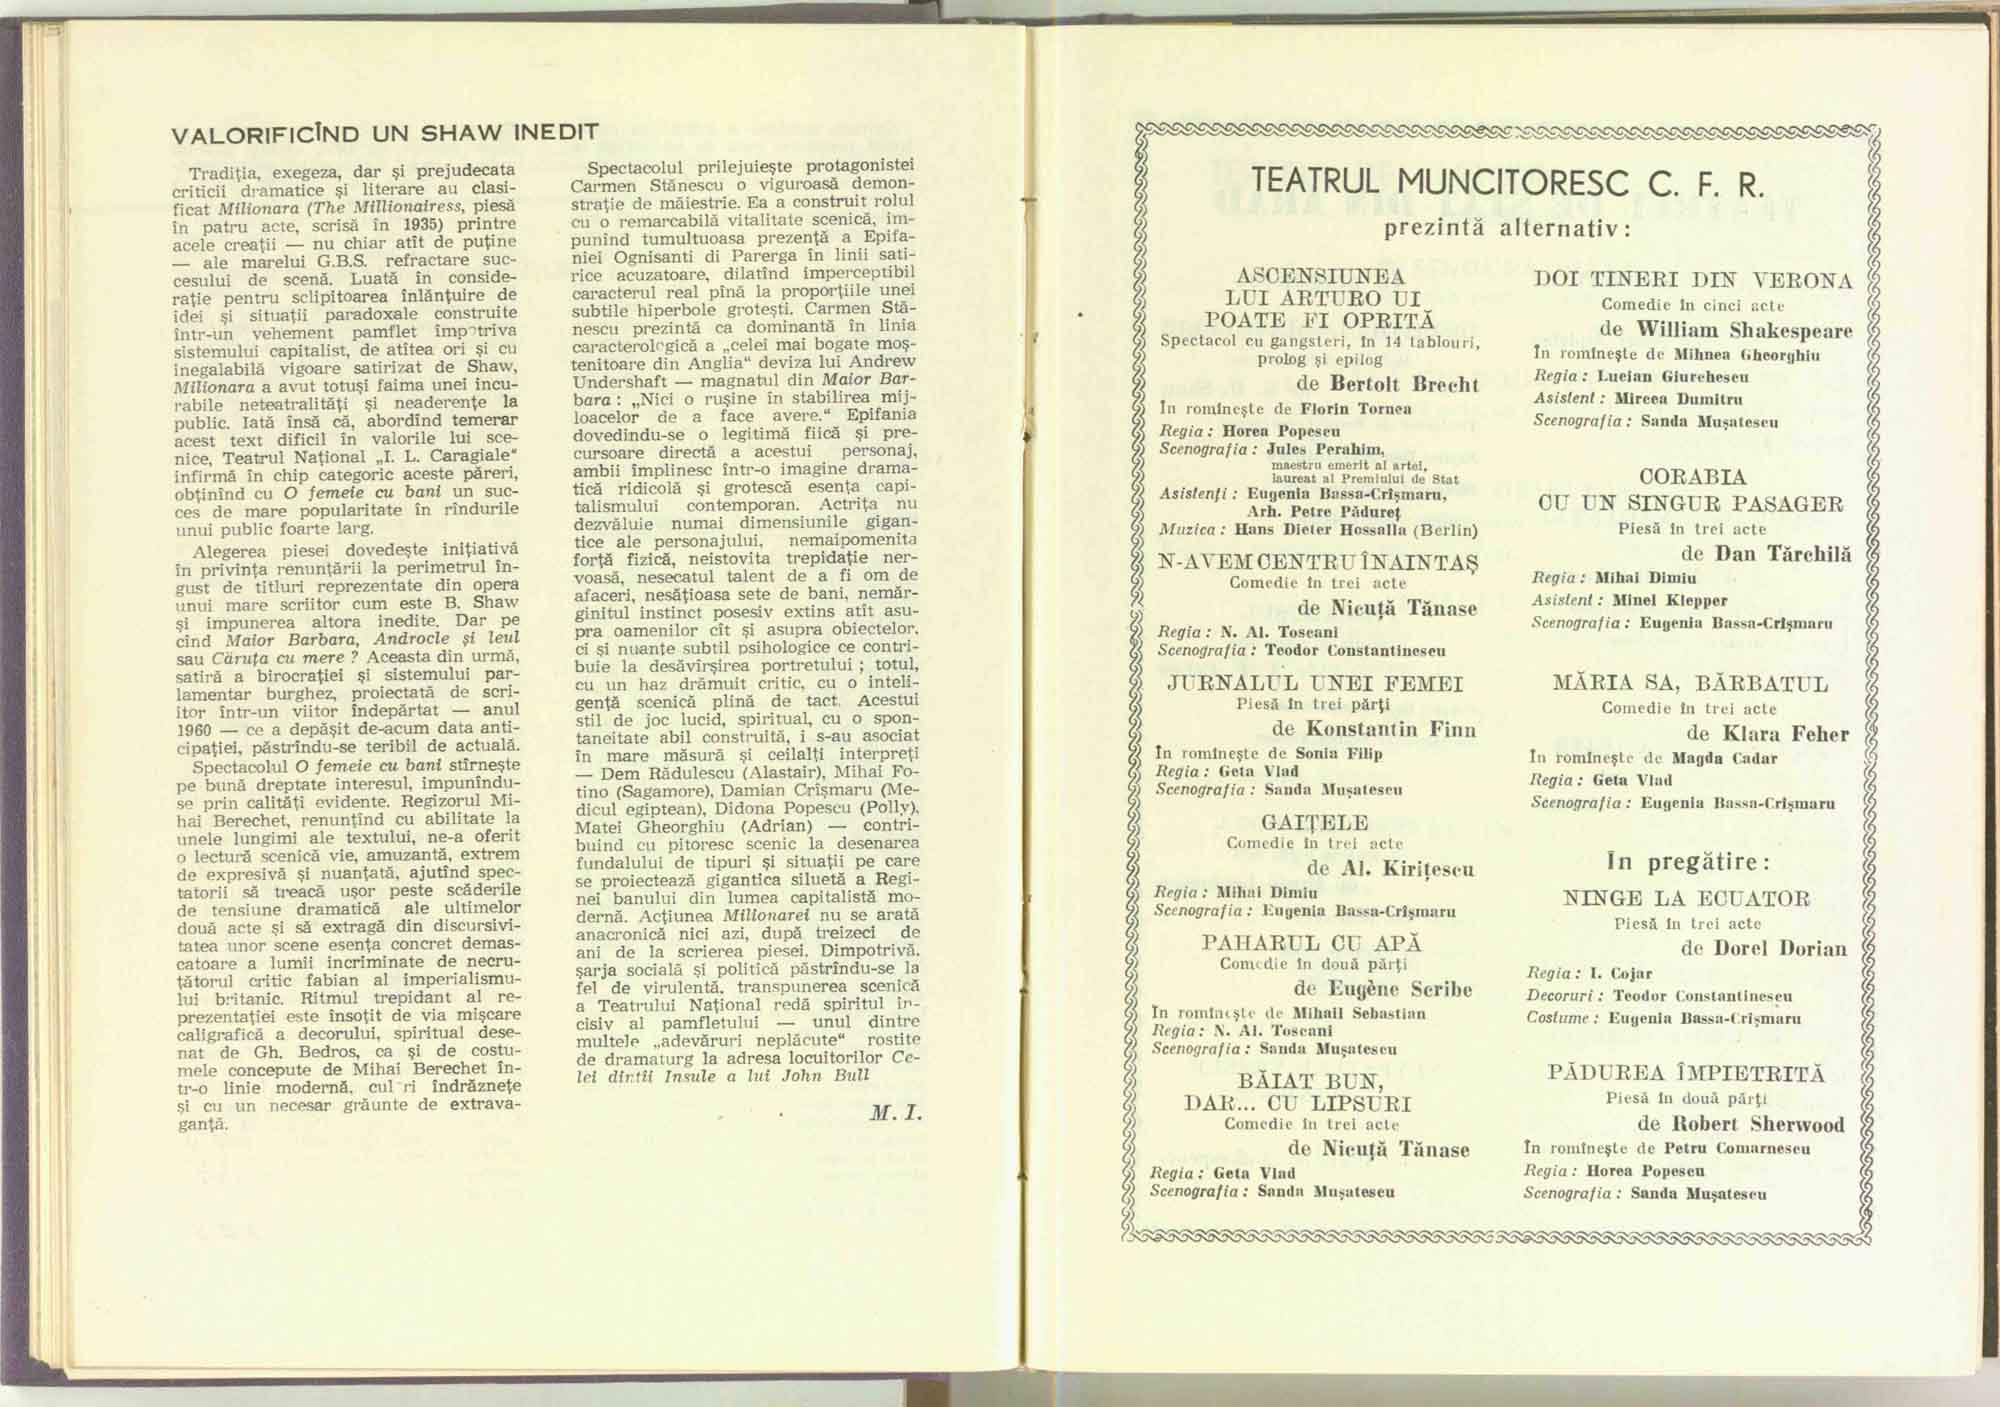 VALORIFICÎND UN SHAW INEDIT
Tradiția, exegeza, dar și prejudecata
criticii dramatice și literare au clasi-
ficat Milionara (The Millionairess, piesă
în patru acte, scrisă în 1935) printre
acele creații — nu chiar atît de puține
— ale marelui G.B.S. refractare suc-
cesului de scenă. Luată în conside-
rație pentru sclipitoarea înlănțuire de
idei și situații paradoxale construite
într-un vehement pamflet împotriva
sistemului capitalist, de atîtea ori și cu
inegalabilă vigoare satirizat de Shaw,
Milionara a avut totuși faima unei incu-
rabile neteatralități și neaderențe la
public. Iată însă că, abordînd temerar
acest text dificil în valorile lui sce-
nice, Teatrul Național „I. L. Caragiale"
infirmă în chip categoric aceste păreri,
obținînd cu O femeie cu bani un suc-
ces de mare popularitate în rîndurile
unui public foarte larg.
Alegerea piesei dovedește inițiativă
în privința renunțării la perimetrul în-
gust de titluri reprezentate din opera
unui mare scriitor cum este B. Shaw
și impunerea altora inedite. Dar pe
cînd Maior Barbara, Androcle și leul
sau Căruța cu mere ? Aceasta din urmă,
satiră a birocrației și sistemului par-
lamentar burghez, proiectată de scri-
itor într-un viitor îndepărtat — anul
1960 — ce a depășit de-acum data anti-
cipației, păstrîndu-se teribil de actuală.
Spectacolul O femeie cu bani stîrnește
pe bună dreptate interesul, impunîndu-
se prin calități evidente. Regizorul Mi-
hai Berechet, renunțînd cu abilitate la
unele lungimi ale textului, ne-a oferit
o lectură scenică vie, amuzantă, extrem
de expresivă și nuanțată, ajutînd spec-
tatorii să treacă ușor peste scăderile
de tensiune dramatică ale ultimelor
două acte și să extragă din discursivi-
tatea unor scene esența concret demas-
catoare a lumii incriminate de necru-
țătorul critic fabian al imperialismu-
lui britanic. Ritmul trepidant al re-
prezentației este însoțit de via mișcare
caligrafică a decorului, spiritual dese-
nat de Gh. Bedros, ca și de costu-
mele concepute de Mihai Berechet în-
tr-o linie modernă, culori îndrăznețe
și cu un necesar grăunte de extrava-
ganță.
Spectacolul prilejuiește protagonistei
Carmen Stănescu o viguroasă demon-
strație de măiestrie. Ea a construit rolul
cu o remarcabilă vitalitate scenică, im-
punînd tumultuoasa prezență a Epifa-
niei Ognisanti di Parerga în linii sati-
rice acuzatoare, dilatînd imperceptibil
caracterul real pînă la proporțiile unei
subtile hiperbole grotești. Carmen Stă-
nescu prezintă ca dominantă în linia
caracterologică a „celei mai bogate moș-
tenitoare din Anglia" deviza lui Andrew
Undershaft — magnatul din Maior Bar-
bara : „Nici o rușine în stabilirea mij-
loacelor de a face avere." Epifania
dovedindu-se o legitimă fiică și pre-
cursoare directă a acestui personaj,
ambii împlinesc într-o imagine drama-
tică ridicolă și grotescă esența capi-
talismului contemporan. Actrița nu
dezvăluie numai dimensiunile gigan-
tice ale personajului, nemaipomenita
forță fizică, neistovita trepidație ner-
voasă, nesecatul talent de a fi om de
afaceri, nesățioasa sete de bani, nemăr-
ginitul instinct posesiv extins atît asu-
pra oamenilor cît și asupra obiectelor,
ci și nuanțe subtil psihologice ce contri-
buie la desăvîrșirea portretului ; totul,
cu un haz drămuit critic, cu o inteli-
gență scenică plină de tact. Acestui
stil de joc lucid, spiritual, cu o spon-
taneitate abil construită, i s-au asociat
în mare măsură și ceilalți interpreți
— Dem Rădulescu (Alastair), Mihai Fo-
tino (Sagamore), Damian Crîșmaru (Me-
dicul egiptean), Didona Popescu (Polly),
Matei Gheorghiu (Adrian) — contri-
buind cu pitoresc scenic la desenarea
fundalului de tipuri și situații pe care
se proiectează gigantica siluetă a Regi-
nei banului din lumea capitalistă mo-
dernă. Acțiunea Milionarei nu se arată
anacronică nici azi, după treizeci de
ani de la scrierea piesei. Dimpotrivă,
șarja socială și politică păstrîndu-se la
fel de virulentă, transpunerea scenică
a Teatrului Național redă spiritul in-
cisiv al pamfletului — unul dintre
multele „adevăruri neplăcute" rostite
de dramaturg la adresa locuitorilor Ce-
lei dintîi Insule a lui John Bull
M. I.
TEATRUL MUNCITORESC C. F. R.
prezintă alternativ :
ASCENSIUNEA
LUI ARTURO UI
POATE FI OPRITĂ
Spectacol cu gangsteri, în 14 tablouri,
prolog și epilog
de Bertolt Brecht
În romînește de Florin Tornea
Regia : Horea Popescu
Scenografia : Jules Perahim,
maestru emerit al artei,
laureat al Premiului de Stat
Asistenți : Eugenia Bassa-Crîșmaru,
Arh. Petre Pădureț
Muzica : Hans Dieter Hossalla (Berlin)
N-AVEM CENTRU ÎNAINTAȘ
Comedie în trei acte
de Nicuță Tănase
Regia : N. Al. Toscani
Scenografia : Teodor Constantinescu
JURNALUL UNEI FEMEI
Piesă în trei părți
de Konstantin Finn
În romînește de Sonia Filip
Regia : Geta Vlad
Scenografia : Sanda Mușatescu
GAIȚELE
Comedie în trei acte
de Al. Kirițescu
Regia : Mihai Dimiu
Scenografia : Eugenia Bassa-Crîșmaru
PAHARUL CU APĂ
Comedie în două părți
de Eugène Scribe
În romînește de Mihail Sebastian
Regia : N. Al. Toscani
Scenografia : Sanda Mușatescu
BĂIAT BUN,
DAR... CU LIPSURI
Comedie în trei acte
de Nicuță Tănase
Regia : Geta Vlad
Scenografia : Sanda Mușatescu
DOI TINERI DIN VERONA
Comedie în cinci acte
de William Shakespeare
În romînește de Mihnea Gheorghiu
Regia : Lucian Giurchescu
Asistent : Mircea Dumitru
Scenografia : Sanda Mușatescu
CORABIA
CU UN SINGUR PASAGER
Piesă în trei acte
de Dan Tărchilă
Regia : Mihai Dimiu
Asistent : Minel Klepper
Scenografia : Eugenia Bassa-Crîșmaru
MĂRIA SA, BĂRBATUL
Comedie în trei acte
de Klara Feher
În romînește de Magda Cadar
Regia : Geta Vlad
Scenografia : Eugenia Bassa-Crîșmaru
În pregătire :
NINGE LA ECUATOR
Piesă în trei acte
de Dorel Dorian
Regia : I. Cojar
Decoruri : Teodor Constantinescu
Costume : Eugenia Bassa-Crîșmaru
PĂDUREA ÎMPIETRITĂ
Piesă în două părți
de Robert Sherwood
În romînește de Petru Comarnescu
Regia : Horea Popescu
Scenografia : Sanda Mușatescu